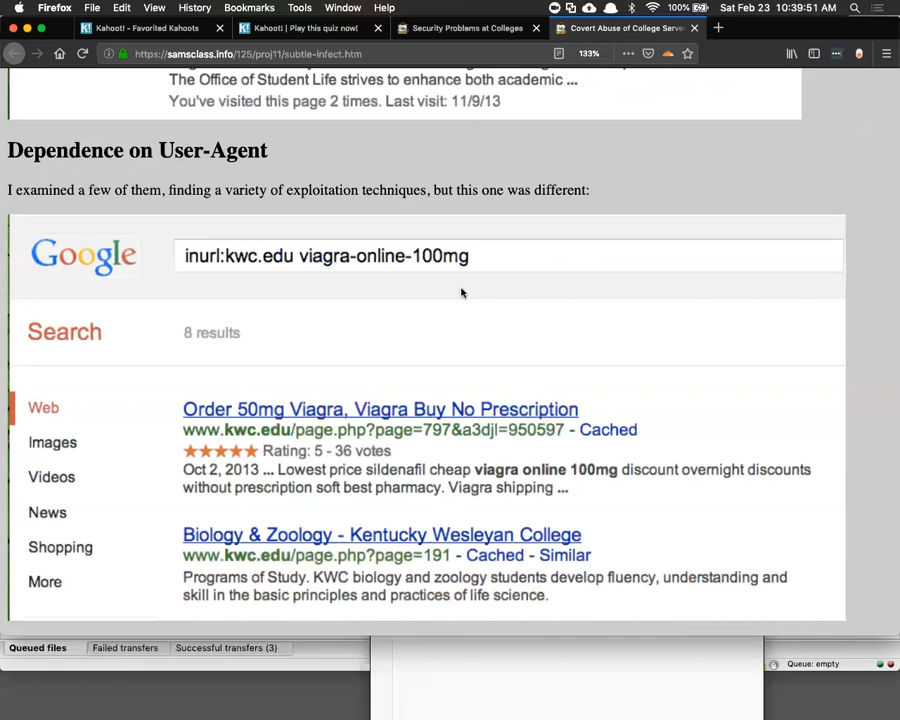 Firefox File Edit View History Bookmarks Tools Window Help 100% Sat Feb 23 10:39:51 AM
Kahoot! - Favorited Kahoots Kahoot! | Play this quiz now! Security Problems at Colleges Covert Abuse of College Server
https://samsclass.info/125/proj11/subtle-infect.htm 133%
The Office of Student Life strives to enhance both academic ...
You've visited this page 2 times. Last visit: 11/9/13
Dependence on User-Agent
I examined a few of them, finding a variety of exploitation techniques, but this one was different:
Google inurl:kwc.edu viagra-online-100mg
Search 8 results
Web
Images
Videos
News
Shopping
More
Order 50mg Viagra, Viagra Buy No Prescription
www.kwc.edu/page.php?page=797&a3djl=950597 - Cached
Rating: 5 - 36 votes
Oct 2, 2013 ... Lowest price sildenafil cheap viagra online 100mg discount overnight discounts
without prescription soft best pharmacy. Viagra shipping ...
Biology & Zoology - Kentucky Wesleyan College
www.kwc.edu/page.php?page=191 - Cached - Similar
Programs of Study. KWC biology and zoology students develop fluency, understanding and
skill in the basic principles and practices of life science.
Queued files Failed transfers Successful transfers (3) Queue: empty